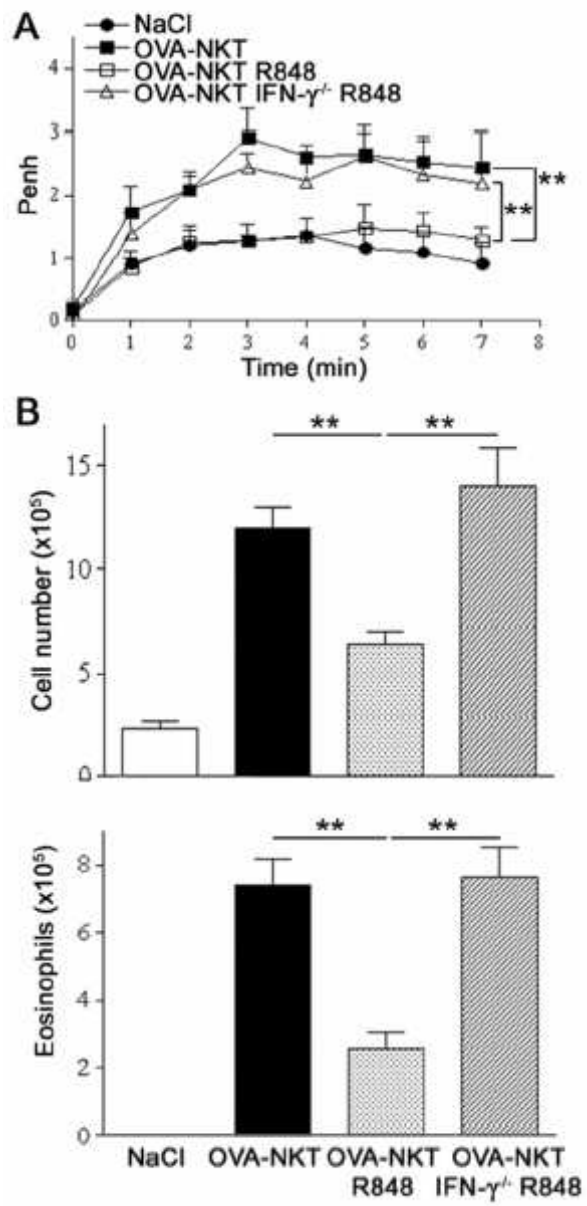 A
NaCl
OVA-NKT
OVA-NKT R848
OVA-NKT IFN-γ-/- R848
4
3
2
1
0
Penh
**
**
0 1 2 3 4 5 6 7 8
Time (min)
B
** **
15
10
5
0
Cell number (x10⁵)
** **
8
6
4
2
0
Eosinophils (x10⁵)
NaCl OVA-NKT OVA-NKT OVA-NKT
R848 IFN-γ-/- R848